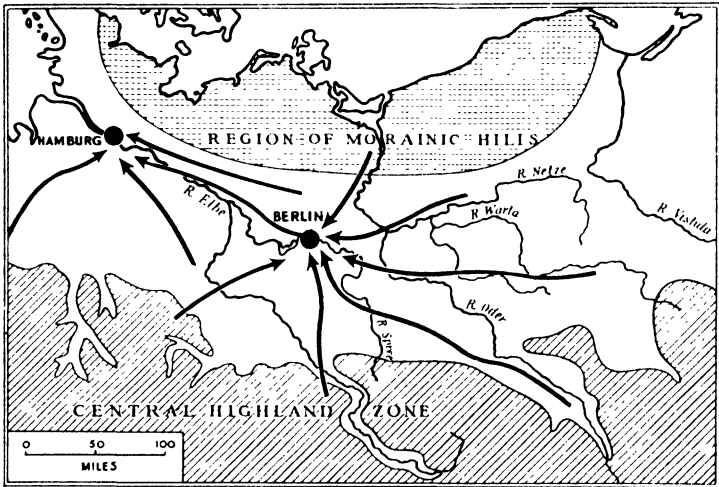 HAMBURG
REGION OF MORAINIC HILLS
R. Netze
R. Elbe
BERLIN
R. Warta
R. Vistula
R. Oder
R. Spree
CENTRAL HIGHLAND ZONE
0 50 100
MILES